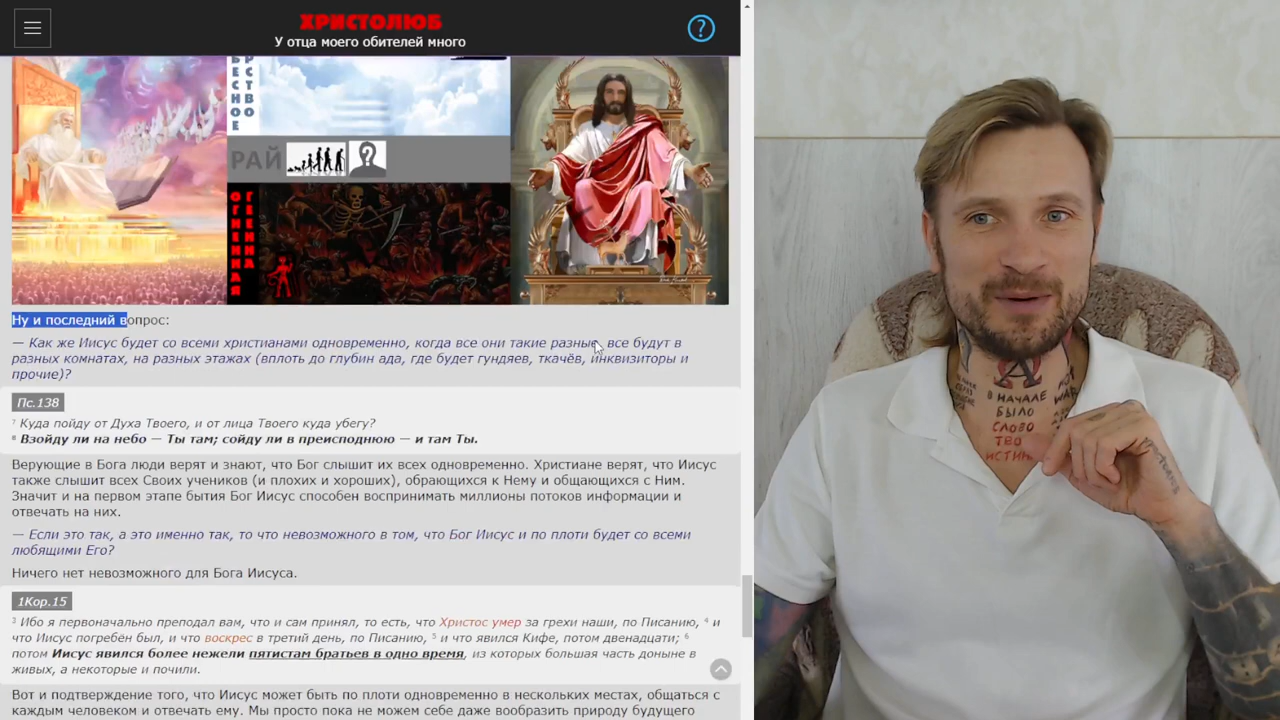 ХРИСТОЛЮБ
У отца моего обителей много
?
НЕБЕСНОЕ
ЦАРСТВО
РАЙ
?
ОГНЕННАЯ
ГЕЕННА
Ну и последний вопрос:
— Как же Иисус будет со всеми христианами одновременно, когда все они такие разные, все будут в
разных комнатах, на разных этажах (вплоть до глубин ада, где будет гундяев, ткачёв, инквизиторы и
прочие)?
Пс.138
7 Куда пойду от Духа Твоего, и от лица Твоего куда убегу?
8 Взойду ли на небо — Ты там; сойду ли в преисподнюю — и там Ты.
Верующие в Бога люди верят и знают, что Бог слышит их всех одновременно. Христиане верят, что Иисус
также слышит всех Своих учеников (и плохих и хороших), обрающихся к Нему и общающихся с Ним.
Значит и на первом этапе бытия Бог Иисус способен воспринимать миллионы потоков информации и
отвечать на них.
— Если это так, а это именно так, то что невозможного в том, что Бог Иисус и по плоти будет со всеми
любящими Его?
Ничего нет невозможного для Бога Иисуса.
1Кор.15
3 Ибо я первоначально преподал вам, что и сам принял, то есть, что Христос умер за грехи наши, по Писанию, 4 и
что Иисус погребён был, и что воскрес в третий день, по Писанию, 5 и что явился Кифе, потом двенадцати; 6
потом Иисус явился более нежели пятистам братьев в одно время, из которых большая часть доныне в
живых, а некоторые и почили.
Вот и подтверждение того, что Иисус может быть по плоти одновременно в нескольких местах, общаться с
каждым человеком и отвечать ему. Мы просто пока не можем себе даже вообразить природу будущего
В НАЧАЛЕ
БЫЛО
СЛОВО
ТВО
ИСТИН